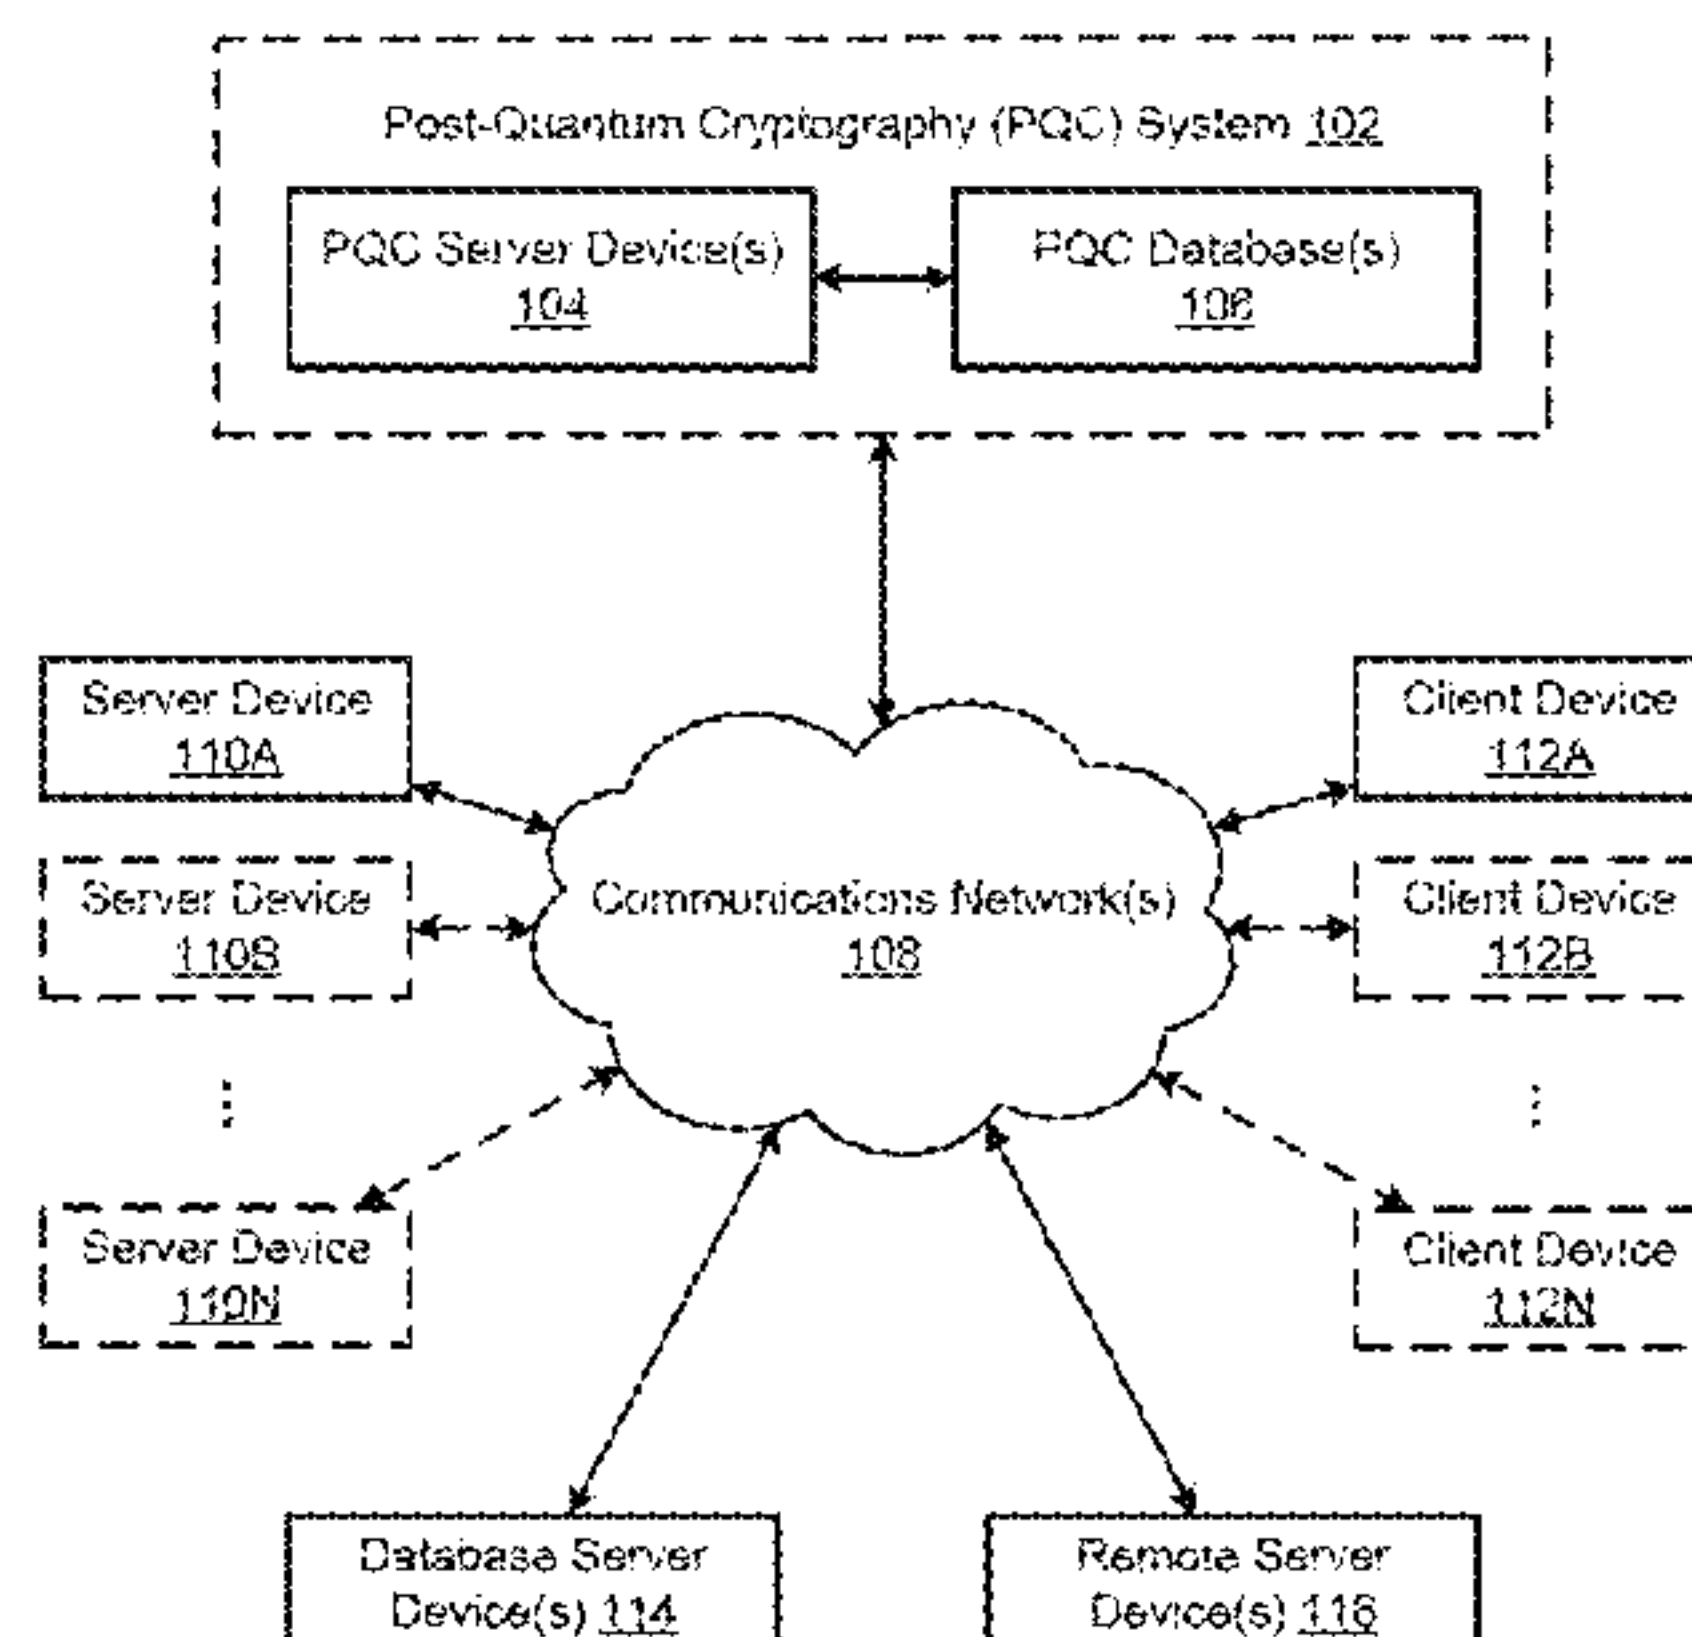 Post-Quantum Cryptography (PQC) System 102
PQC Server Device(s)
104
PQC Database(s)
106
Server Device
110A
Client Device
112A
Server Device
110B
Communications Network(s)
108
Client Device
112B
Server Device
110N
Client Device
112N
Database Server
Device(s) 114
Remote Server
Device(s) 116